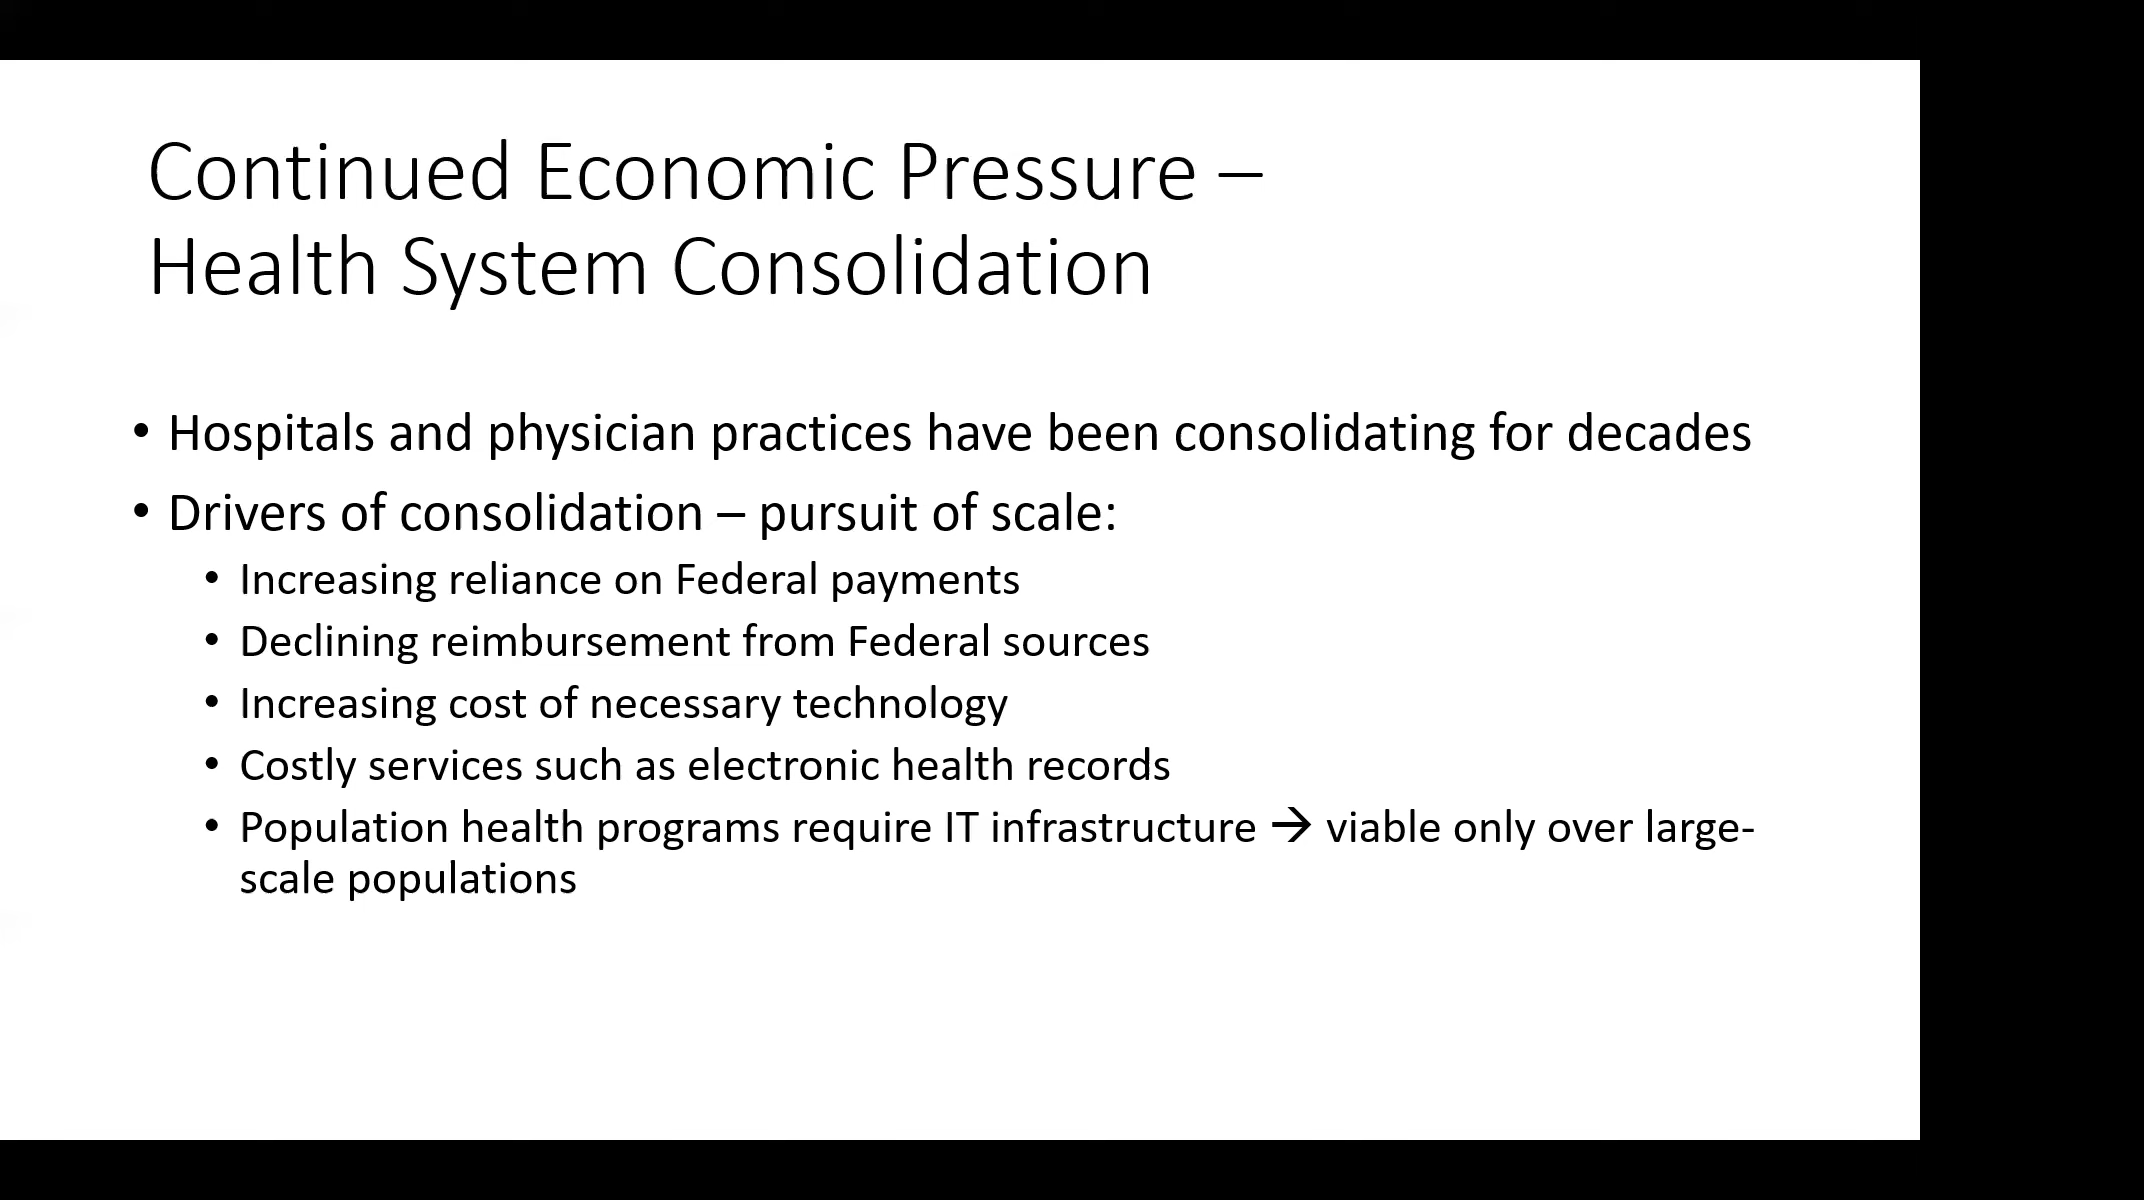 Continued Economic Pressure –
Health System Consolidation
• Hospitals and physician practices have been consolidating for decades
• Drivers of consolidation – pursuit of scale:
• Increasing reliance on Federal payments
• Declining reimbursement from Federal sources
• Increasing cost of necessary technology
• Costly services such as electronic health records
• Population health programs require IT infrastructure → viable only over large-
scale populations